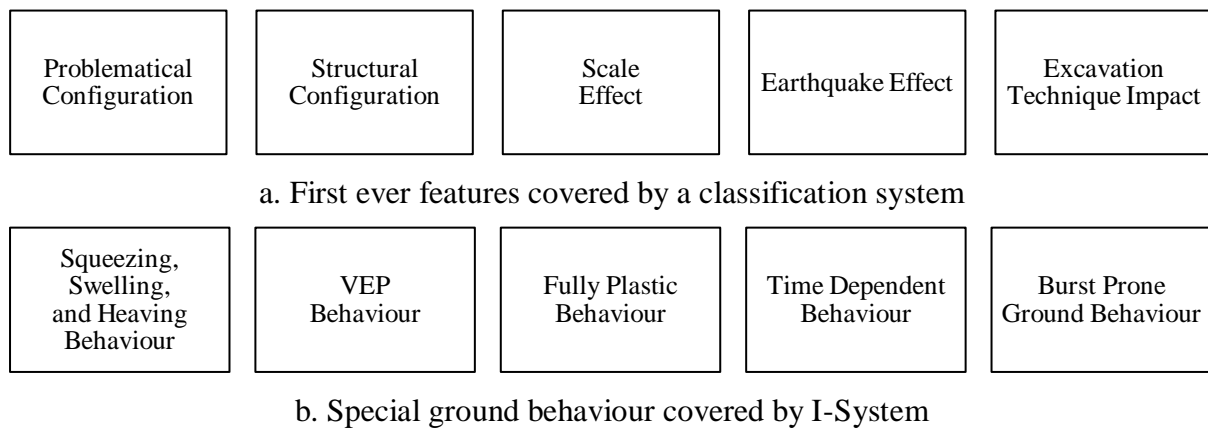 Problematical
Configuration
Structural
Configuration
Scale
Effect
Earthquake Effect
Excavation
Technique Impact
a. First ever features covered by a classification system
Squeezing,
Swelling,
and Heaving
Behaviour
VEP
Behaviour
Fully Plastic
Behaviour
Time Dependent
Behaviour
Burst Prone
Ground Behaviour
b. Special ground behaviour covered by I-System